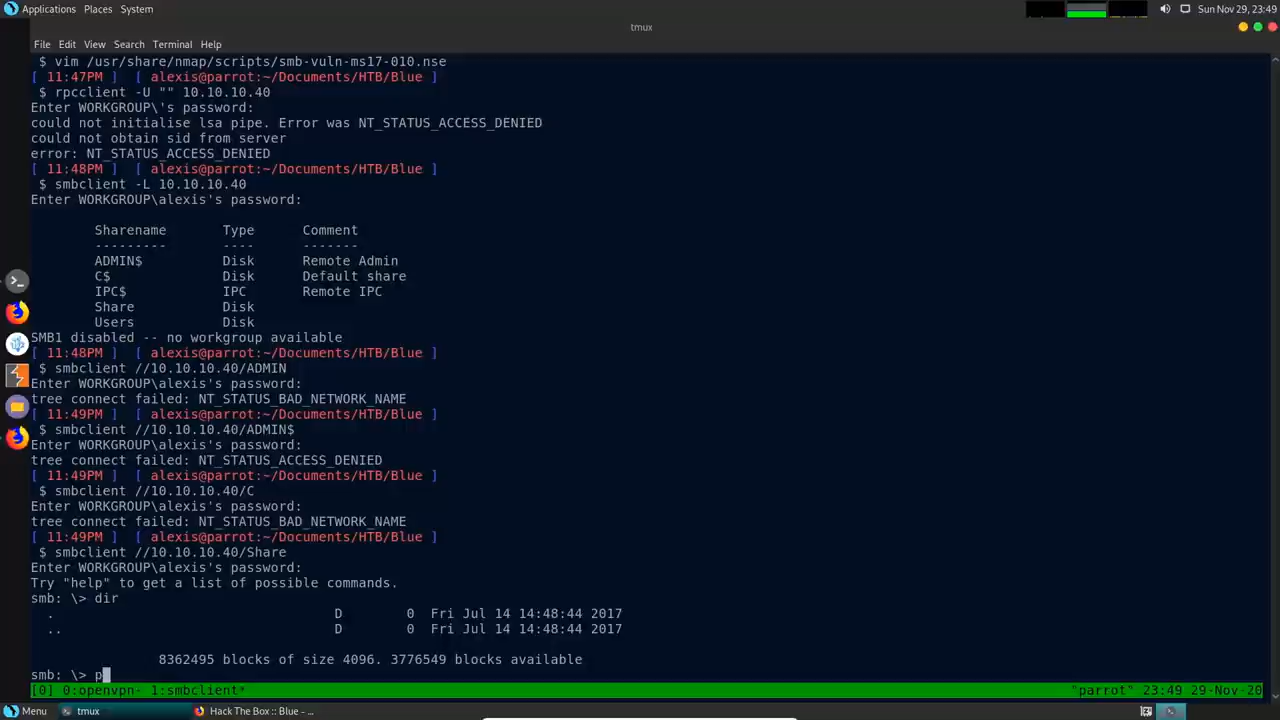 Applications Places System
Sun Nov 29, 23:49
tmux
File Edit View Search Terminal Help
$ vim /usr/share/nmap/scripts/smb-vuln-ms17-010.nse
[ 11:47PM ] [ alexis@parrot:~/Documents/HTB/Blue ]
$ rpcclient -U "" 10.10.10.40
Enter WORKGROUP\'s password:
could not initialise lsa pipe. Error was NT_STATUS_ACCESS_DENIED
could not obtain sid from server
error: NT_STATUS_ACCESS_DENIED
[ 11:48PM ] [ alexis@parrot:~/Documents/HTB/Blue ]
$ smbclient -L 10.10.10.40
Enter WORKGROUP\alexis's password:
Sharename Type Comment
--------- ---- -------
ADMIN$ Disk Remote Admin
C$ Disk Default share
IPC$ IPC Remote IPC
Share Disk
Users Disk
SMB1 disabled -- no workgroup available
[ 11:48PM ] [ alexis@parrot:~/Documents/HTB/Blue ]
$ smbclient //10.10.10.40/ADMIN
Enter WORKGROUP\alexis's password:
tree connect failed: NT_STATUS_BAD_NETWORK_NAME
[ 11:49PM ] [ alexis@parrot:~/Documents/HTB/Blue ]
$ smbclient //10.10.10.40/ADMIN$
Enter WORKGROUP\alexis's password:
tree connect failed: NT_STATUS_ACCESS_DENIED
[ 11:49PM ] [ alexis@parrot:~/Documents/HTB/Blue ]
$ smbclient //10.10.10.40/C
Enter WORKGROUP\alexis's password:
tree connect failed: NT_STATUS_BAD_NETWORK_NAME
[ 11:49PM ] [ alexis@parrot:~/Documents/HTB/Blue ]
$ smbclient //10.10.10.40/Share
Enter WORKGROUP\alexis's password:
Try "help" to get a list of possible commands.
smb: \> dir
. D 0 Fri Jul 14 14:48:44 2017
.. D 0 Fri Jul 14 14:48:44 2017
8362495 blocks of size 4096. 3776549 blocks available
smb: \> p
[0] 0:openvpn- 1:smbclient* "parrot" 23:49 29-Nov-20
Menu tmux Hack The Box :: Blue - ...